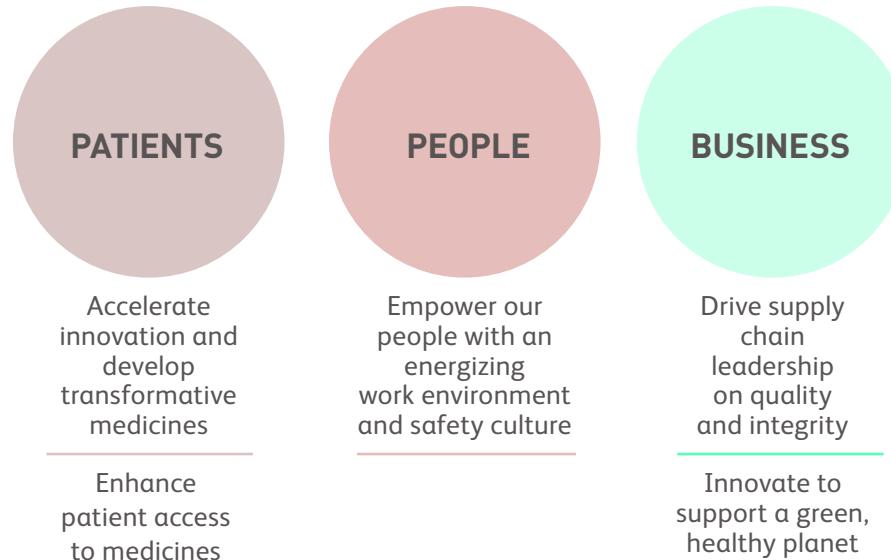 PATIENTS
Accelerate
innovation and
develop
transformative
medicines
Enhance
patient access
to medicines
PEOPLE
Empower our
people with an
energizing
work environment
and safety culture
BUSINESS
Drive supply
chain
leadership
on quality
and integrity
Innovate to
support a green,
healthy planet